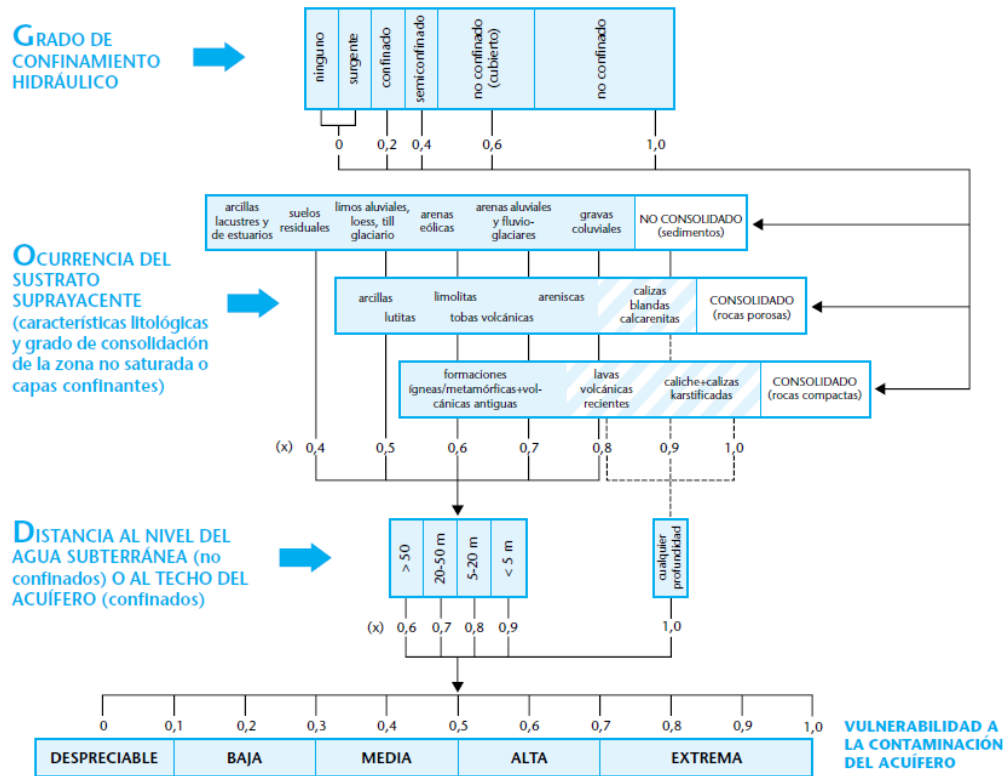 GRADO DE
CONFINAMIENTO
HIDRÁULICO
ninguno
surgente
confinado
semiconfinado
no confinado
(cubierto)
no confinado
0
0,2
0,4
0,6
1,0
arcillas
lacustres y
de estuarios
suelos
residuales
limos aluviales,
loess, till
glaciario
arenas
eólicas
arenas aluviales
y fluvio-
glaciares
gravas
coluviales
NO CONSOLIDADO
(sedimentos)
OCURRENCIA DEL
SUSTRATO
SUPRAYACENTE
(características litológicas
y grado de consolidación
de la zona no saturada o
capas confinantes)
arcillas
lutitas
limolitas
tobas volcánicas
areniscas
calizas
blandas
calcarenitas
CONSOLIDADO
(rocas porosas)
formaciones
ígneas/metamórficas+vol-
cánicas antiguas
lavas
volcánicas
recientes
caliche+calizas
karstificadas
CONSOLIDADO
(rocas compactas)
(x) 0,4 0,5 0,6 0,7 0,8 0,9 1,0
DISTANCIA AL NIVEL DEL
AGUA SUBTERRÁNEA (no
confinados) O AL TECHO DEL
ACUÍFERO (confinados)
> 50
20-50 m
5-20 m
< 5 m
cualquier
profundidad
(x) 0,6 0,7 0,8 0,9 1,0
0 0,1 0,2 0,3 0,4 0,5 0,6 0,7 0,8 0,9 1,0
DESPRECIABLE BAJA MEDIA ALTA EXTREMA
VULNERABILIDAD A
LA CONTAMINACIÓN
DEL ACUÍFERO